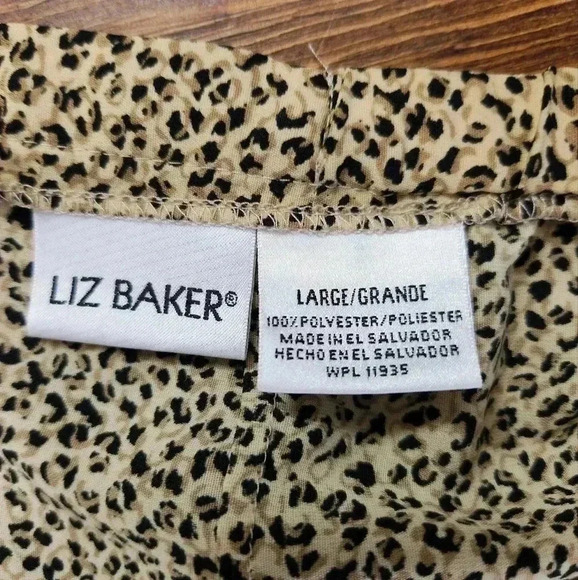 LIZ BAKER®
LARGE/GRANDE
100% POLYESTER/POLIESTER
MADE IN EL SALVADOR
HECHO EN EL SALVADOR
WPL 11935